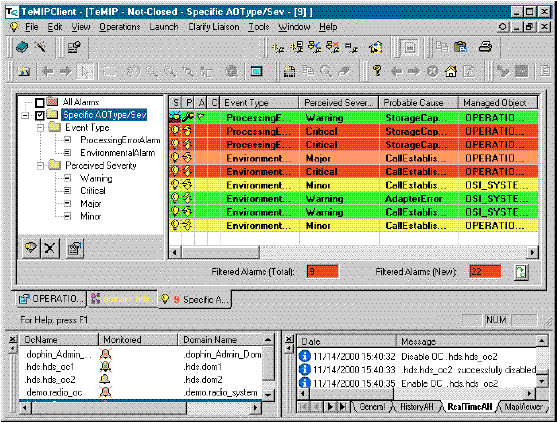 TeMIPClient - [TeMIP - Not-Closed - Specific AOType/Sev - [9] ]
File Edit View Operations Launch Clarify Liaison Tools Window Help
All Alarms
Specific AOType/Sev
Event Type
ProcessingErrorAlarm
EnvironmentalAlarm
Perceived Severity
Warning
Critical
Major
Minor
S P A C Event Type Perceived Sever... Probable Cause Managed Object
ProcessingE... Warning StorageCap... OPERATIO...
ProcessingE... Critical StorageCap... OPERATIO...
ProcessingE... Critical StorageCap... OPERATIO...
Environment... Major CallEstablis... OPERATIO...
Environment... Critical CallEstablis... OPERATIO...
Environment... Minor CallEstablis... OSI_SYSTE...
Environment... Warning AdapterError OSI_SYSTE...
Environment... Warning CallEstablis... OSI_SYSTE...
Environment... Minor CallEstablis... OPERATIO...
Filtered Alarms (Total): 9 Filtered Alarms (New): 22
OPERATIO...
9 Specific A...
For Help, press F1
NUM
OcName Monitored Domain Name
.dophin_Admin_... .dophin_Admin_Dom
.hds.hds_oc1 .hds.dom1
.hds.hds_oc2 .hds.dom2
demo.radio_oc demo.radio_system
Date Message
11/14/2000 15:40:32 Disable OC .hds.hds_oc2
11/14/2000 15:40:33 .hds.hds_oc2 successfully disabled
11/14/2000 15:40:35 Enable OC .hds.hds_oc2
General HistoryAH RealTimeAH MapViewer